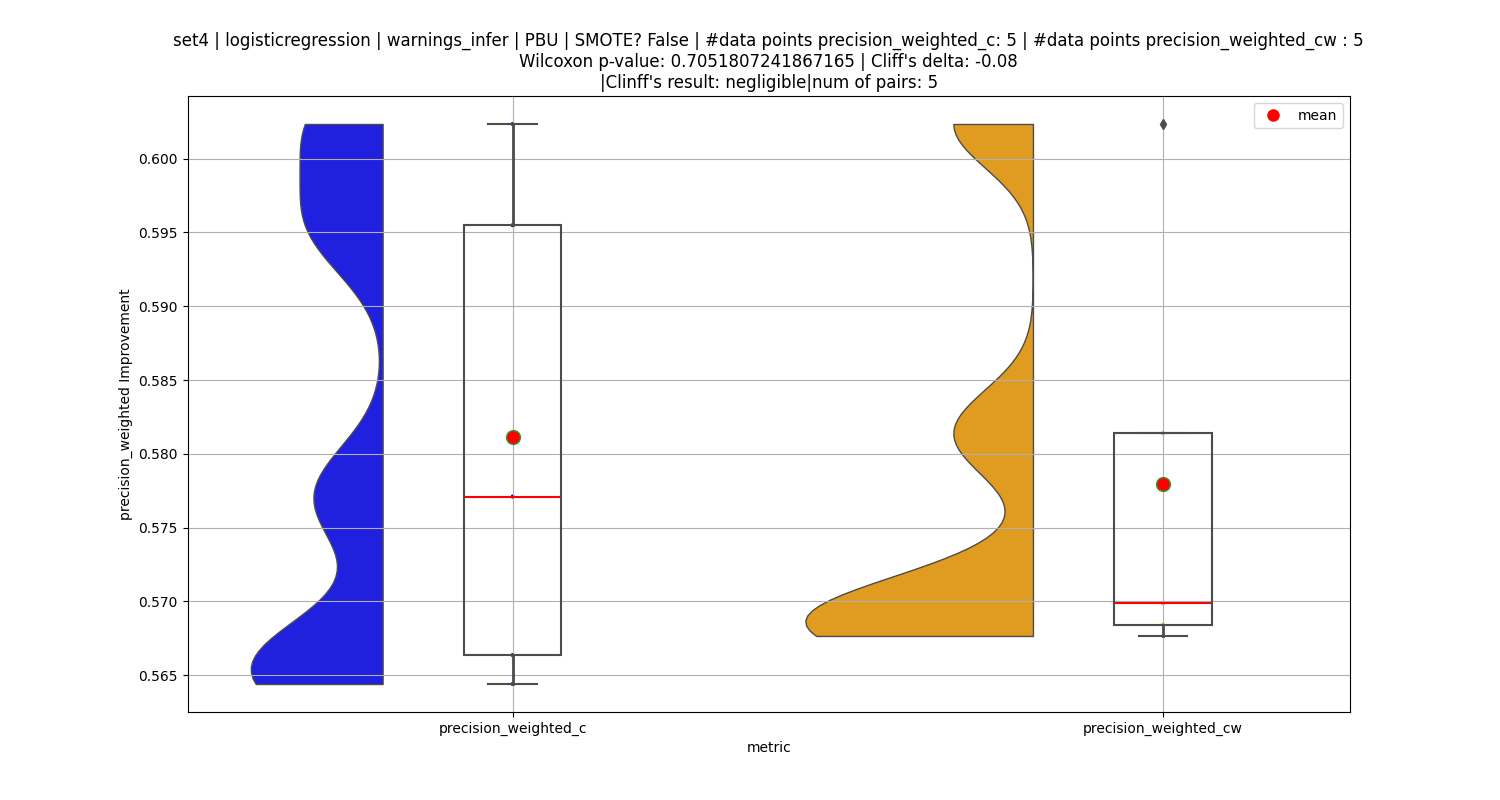 set4 | logisticregression | warnings_infer | PBU | SMOTE? False | #data points precision_weighted_c: 5 | #data points precision_weighted_cw : 5
Wilcoxon p-value: 0.7051807241867165 | Cliff's delta: -0.08
|Clinff's result: negligible|num of pairs: 5
mean
0.600
0.595
0.590
0.585
0.580
0.575
0.570
0.565
precision_weighted Improvement
precision_weighted_c
precision_weighted_cw
metric